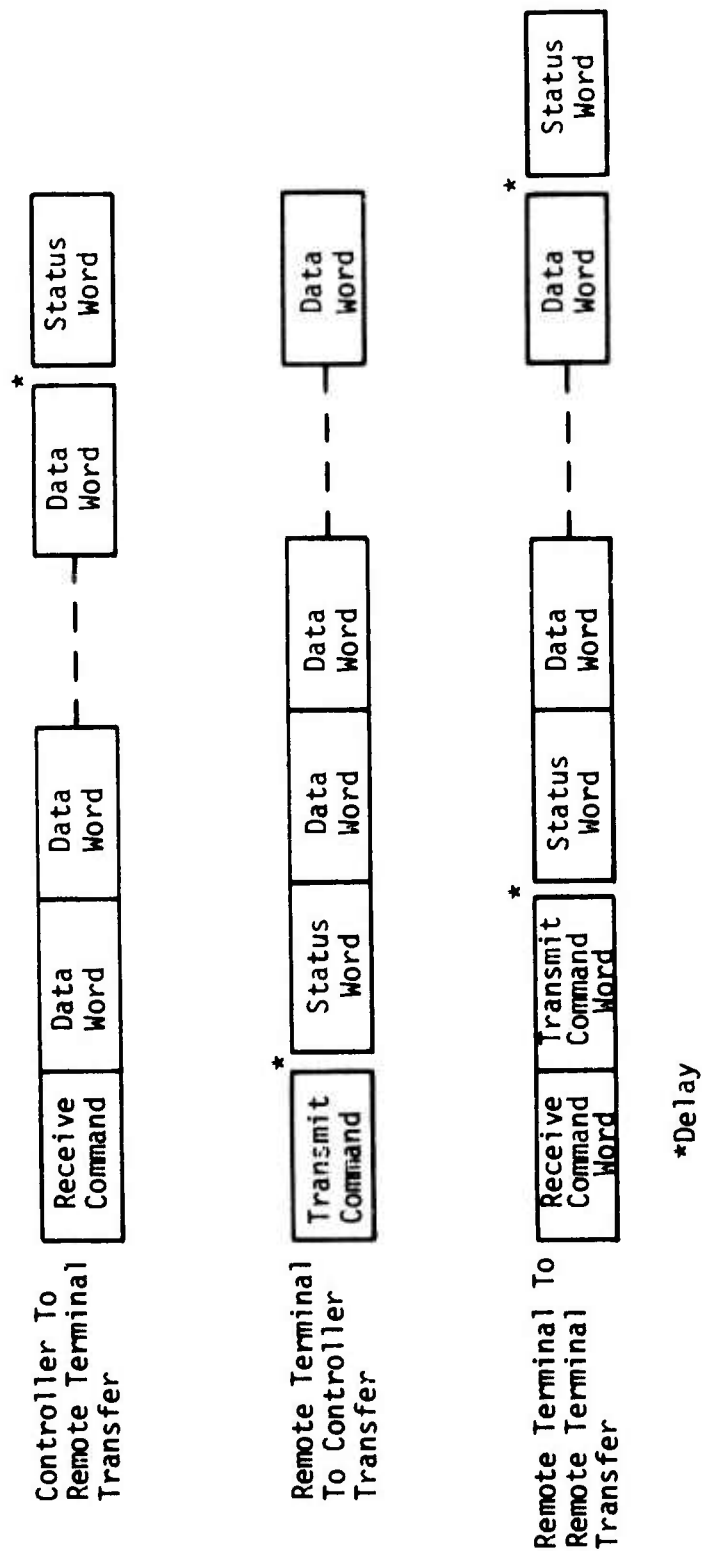 Controller To
Remote Terminal
Transfer
Receive
Command
Data
Word
Data
Word
Data
Word
*
Status
Word
Remote Terminal
To Controller
Transfer
Transmit
Command
*
Status
Word
Data
Word
Data
Word
Data
Word
Remote Terminal To
Remote Terminal
Transfer
Receive
Command
Word
Transmit
Command
Word
*
Status
Word
Data
Word
Data
Word
*
Status
Word
*Delay